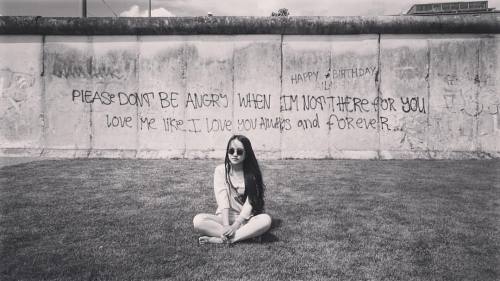 HAPPY BIRTHDAY
PLEASE DON'T BE ANGRY WHEN I'M NOT THERE FOR YOU
LOVE ME LIKE I LOVE YOU ALWAYS and forever...